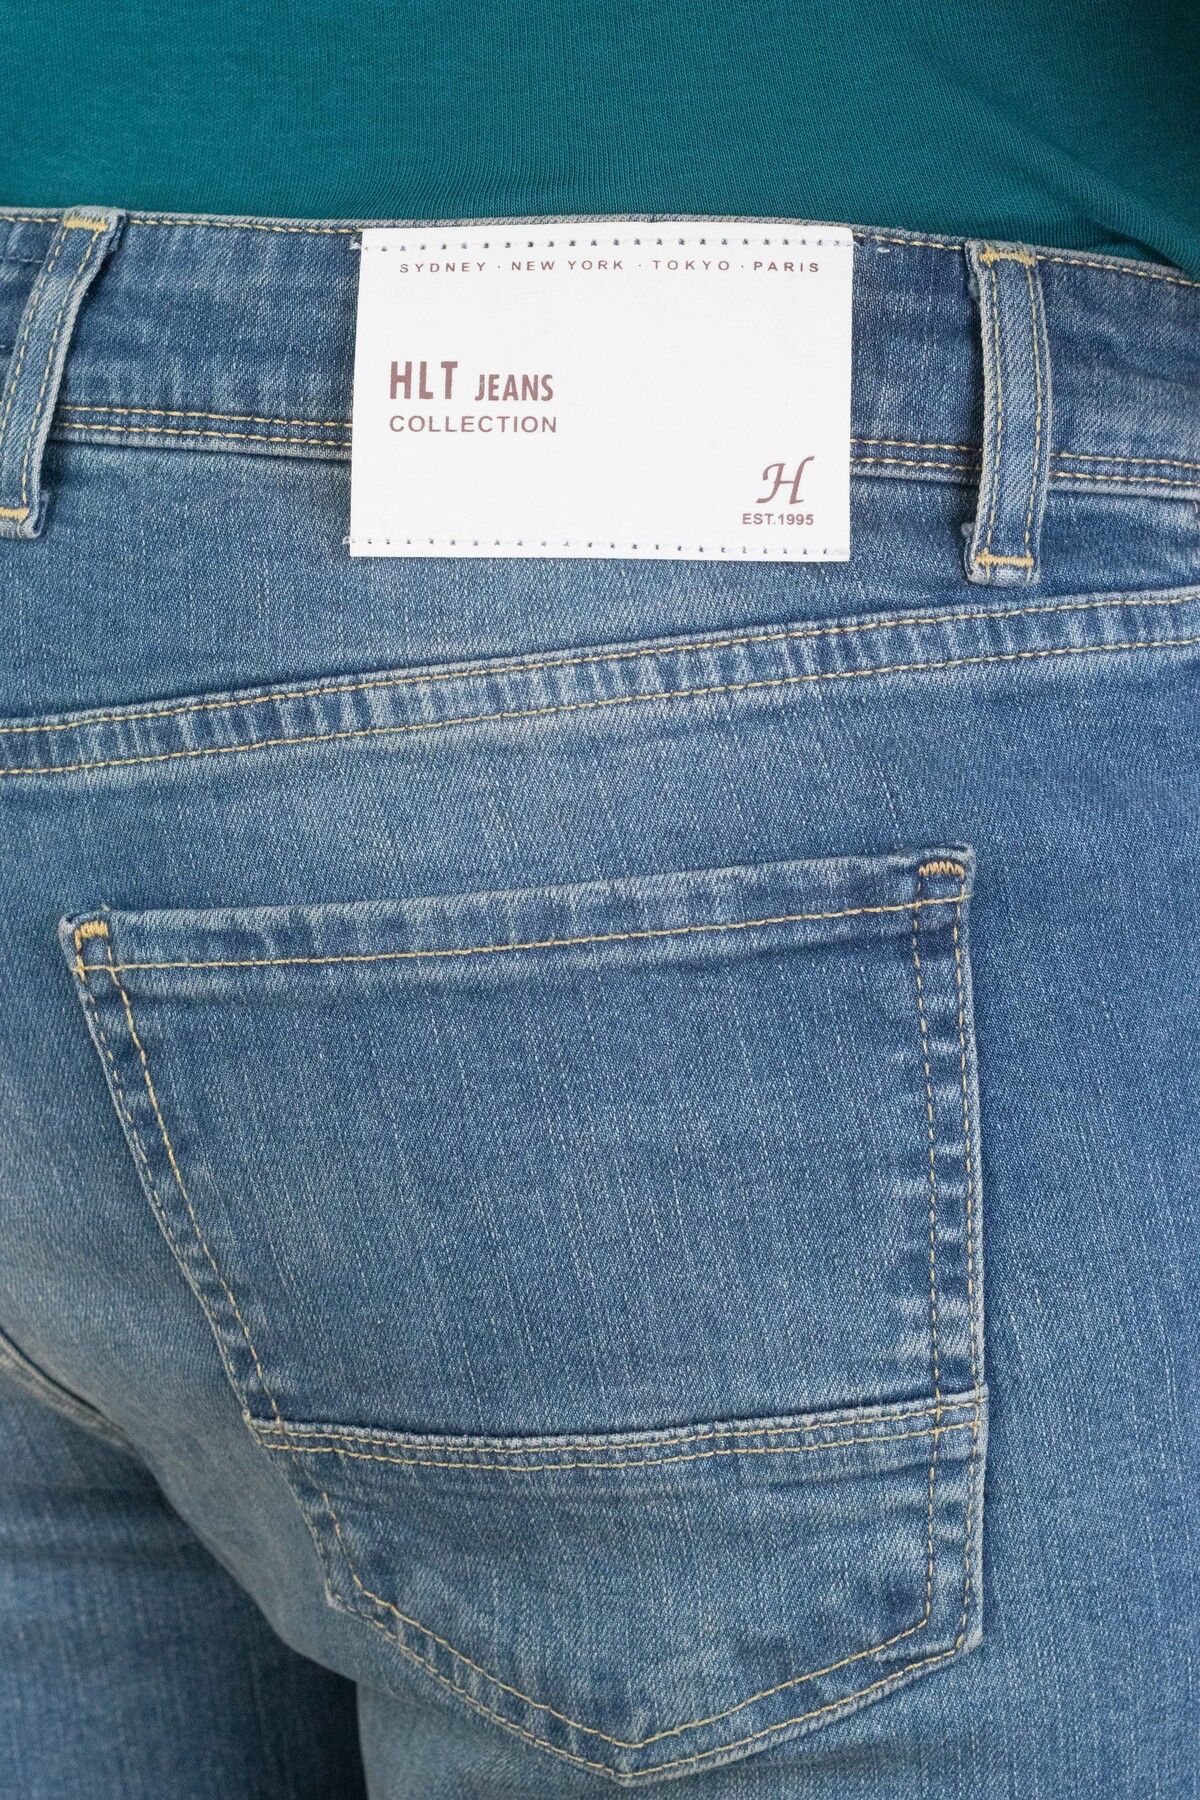 SYDNEY · NEW YORK · TOKYO · PARIS
HLT JEANS
COLLECTION
H
EST.1995